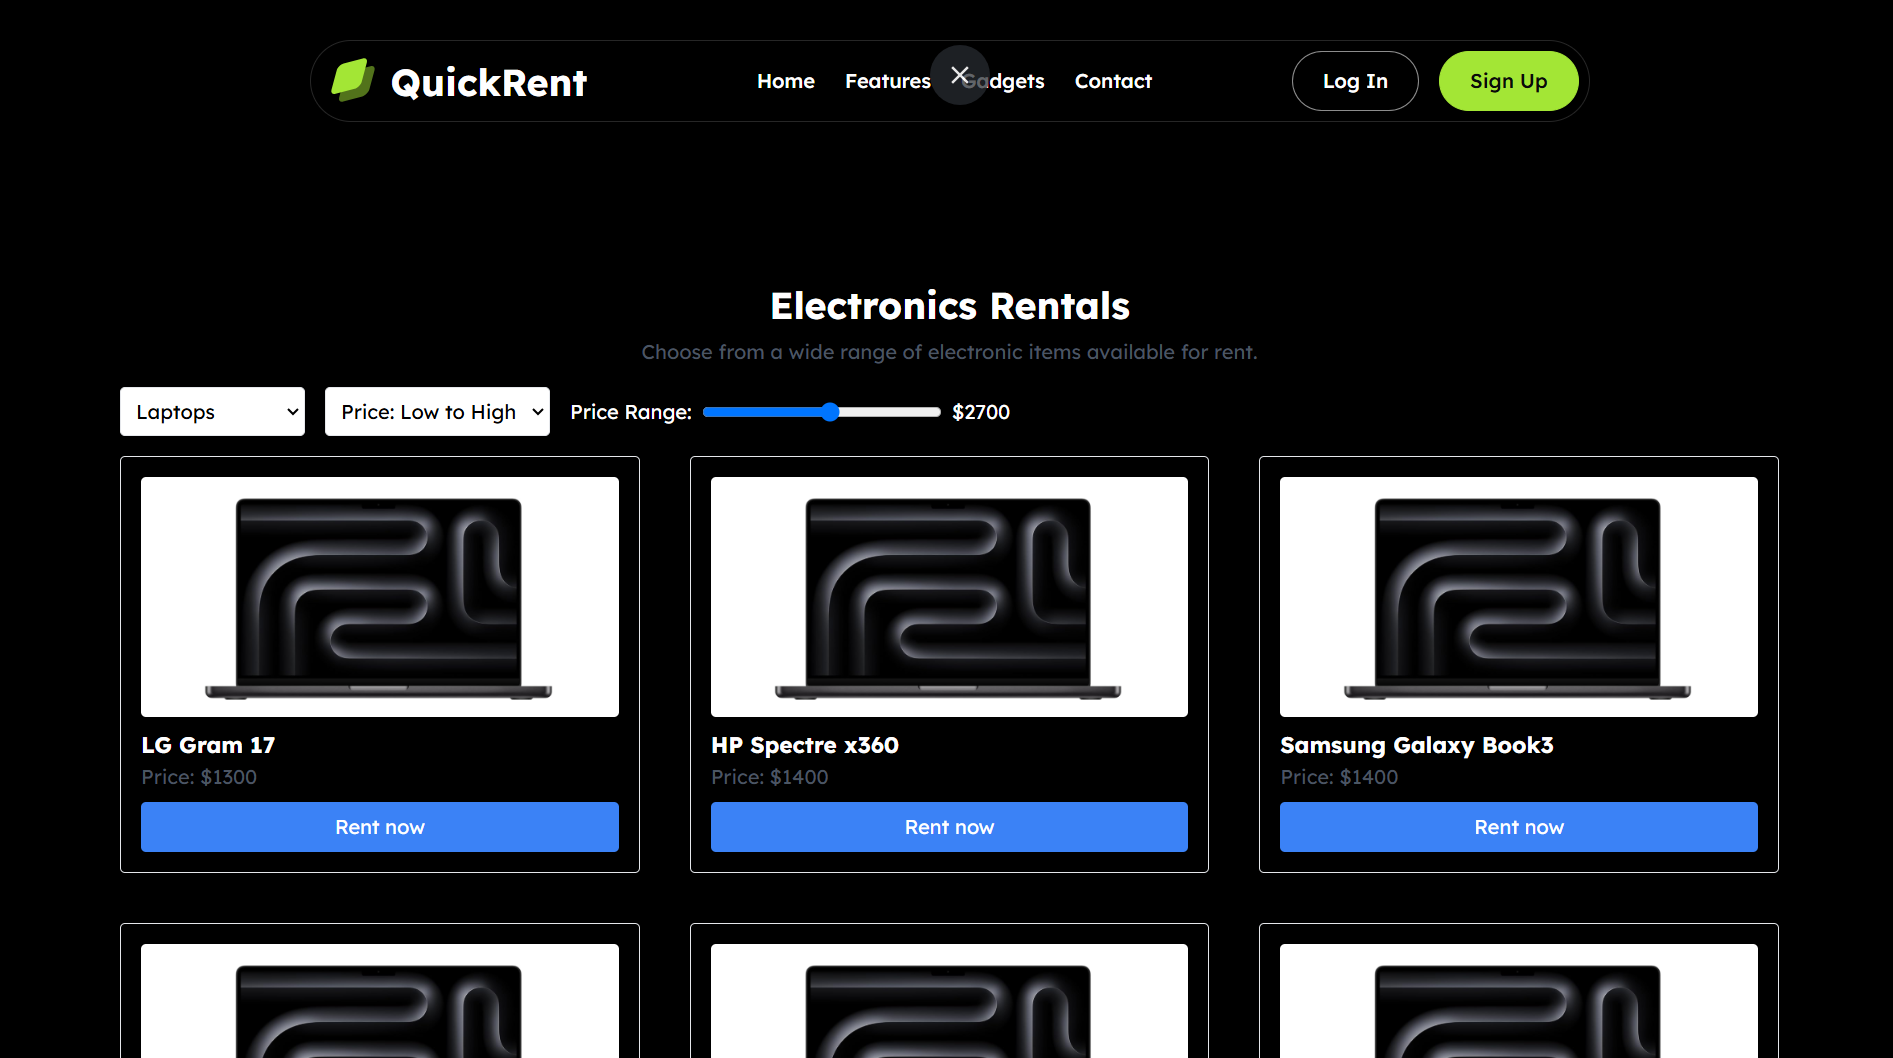 QuickRent Home Features Gadgets Contact Log In Sign Up
Electronics Rentals
Choose from a wide range of electronic items available for rent.
Laptops Price: Low to High Price Range: $2700
LG Gram 17 HP Spectre x360 Samsung Galaxy Book3
Price: $1300 Price: $1400 Price: $1400
Rent now Rent now Rent now